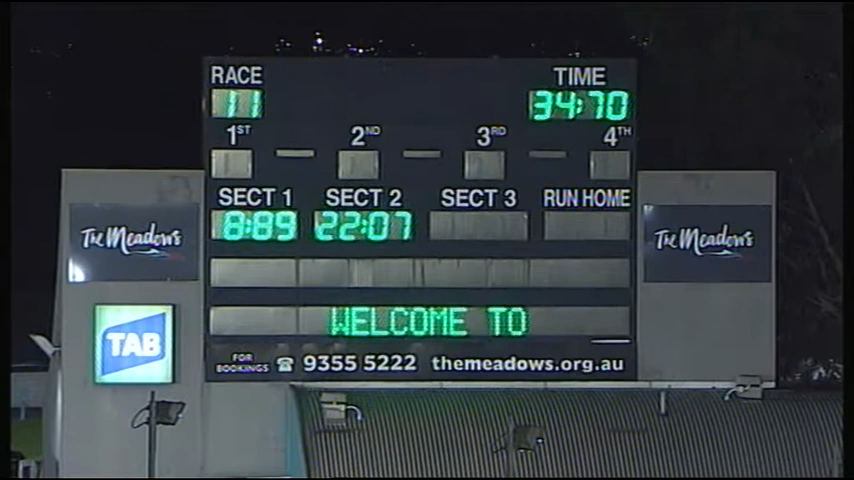 RACE TIME
11 34:70
1ST 2ND 3RD 4TH
SECT 1 SECT 2 SECT 3 RUN HOME
8:89 22:07
The Meadows The Meadows
WELCOME TO
TAB
FOR BOOKINGS ☎ 9355 5222 themeadows.org.au